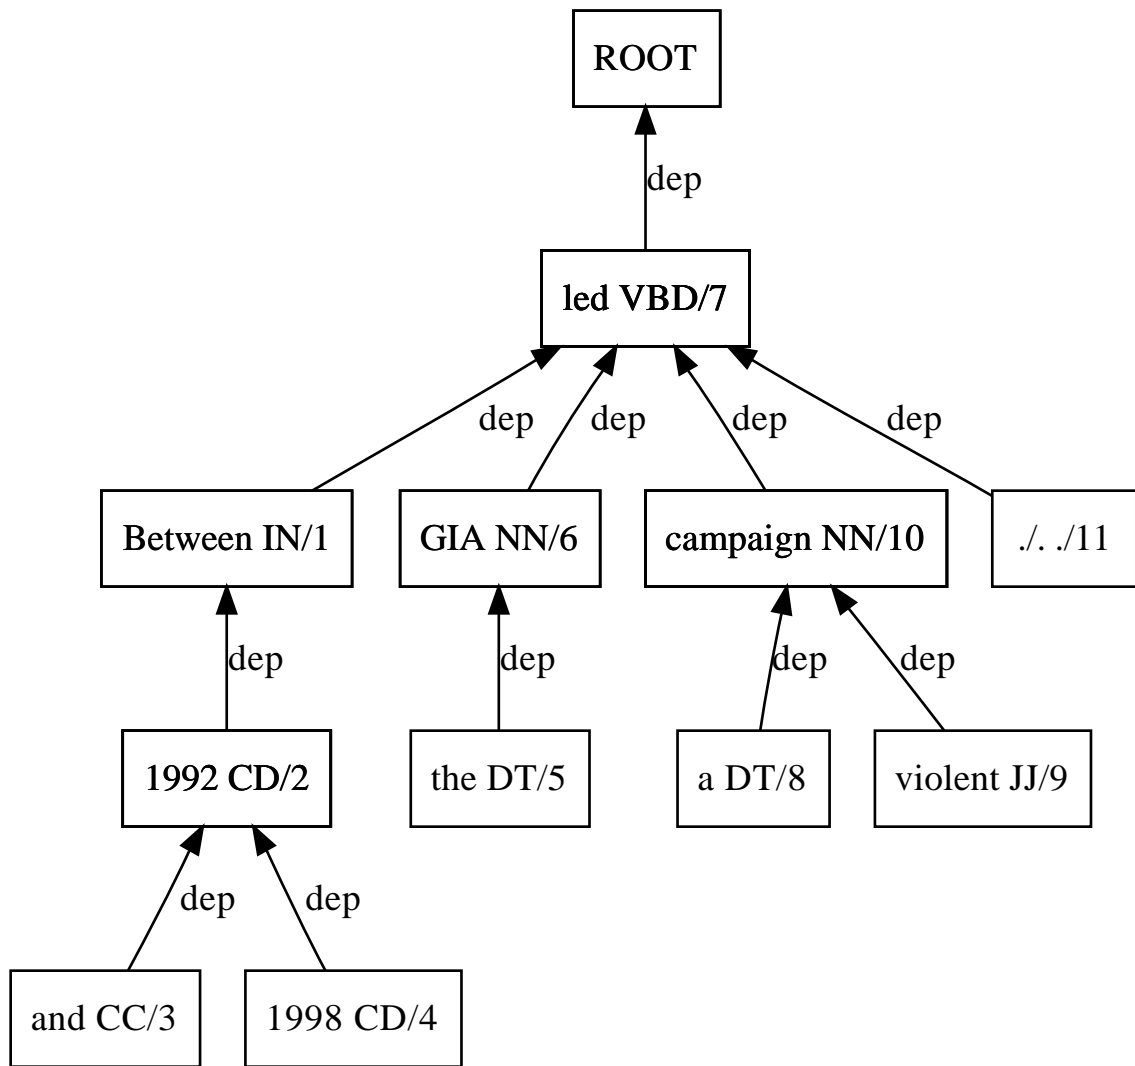 ROOT
dep
led VBD/7
dep dep dep dep
Between IN/1 GIA NN/6 campaign NN/10 ./. ./11
dep dep dep dep
1992 CD/2 the DT/5 a DT/8 violent JJ/9
dep dep
and CC/3 1998 CD/4